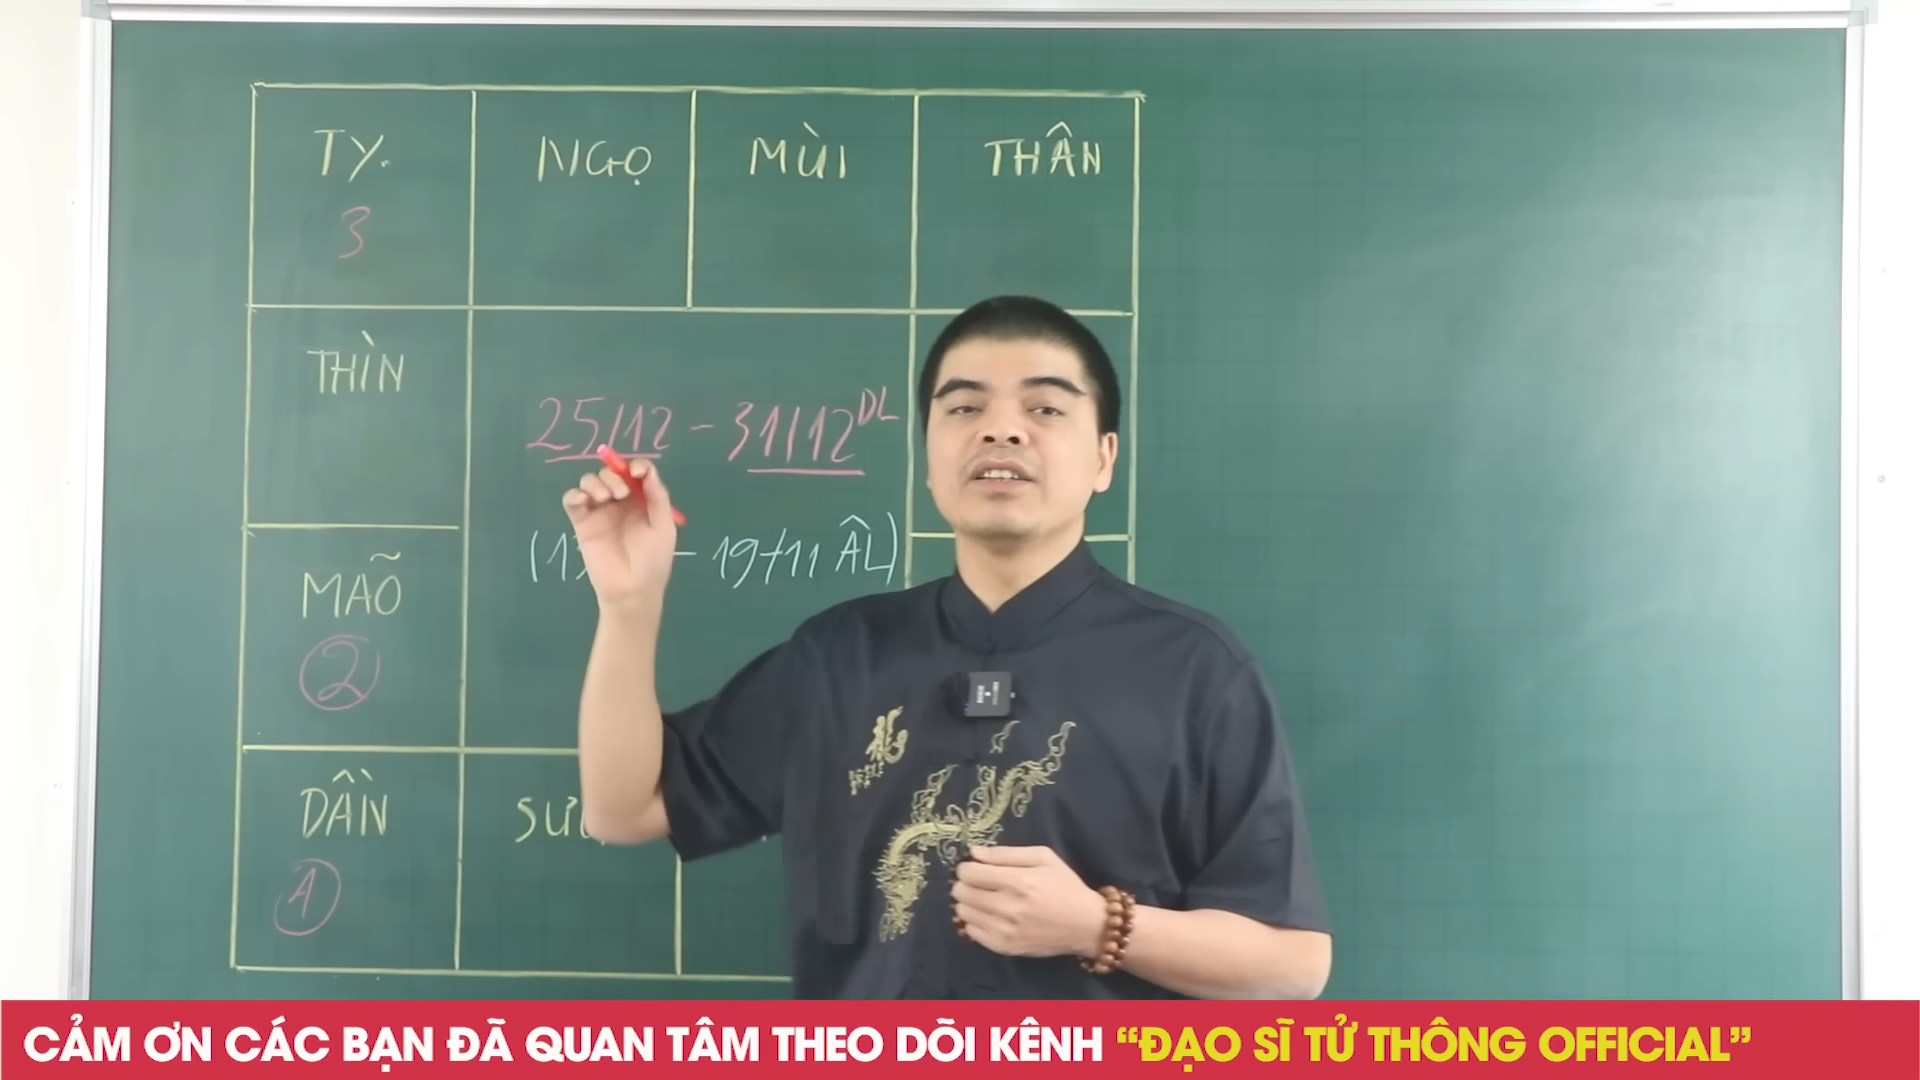 TỴ NGỌ MÙI THÂN
3
THÌN
25/12 - 31/12 ĐL
- 19/11 ÂL)
MÃO
2
DẦN
1
CẢM ƠN CÁC BẠN ĐÃ QUAN TÂM THEO DÕI KÊNH “ĐẠO SĨ TỬ THÔNG OFFICIAL”